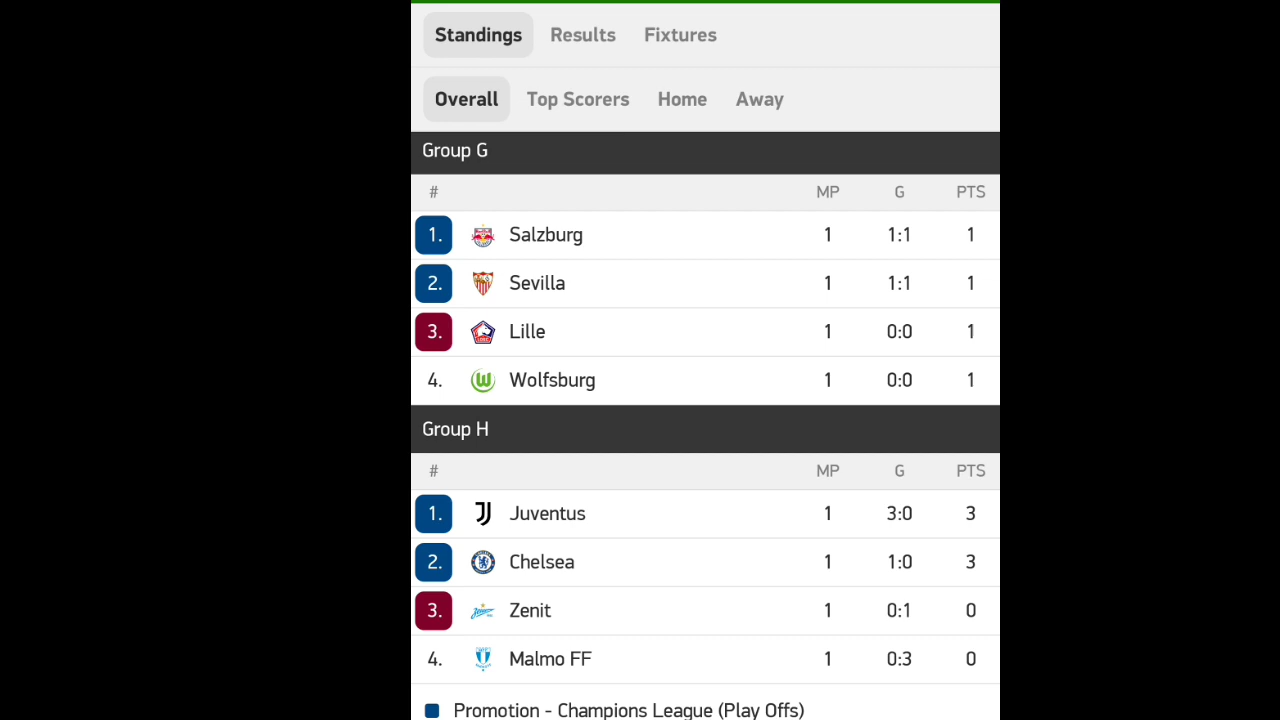 Standings Results Fixtures
Overall Top Scorers Home Away
Group G
# MP G PTS
1. Salzburg 1 1:1 1
2. Sevilla 1 1:1 1
3. Lille 1 0:0 1
4. Wolfsburg 1 0:0 1
Group H
# MP G PTS
1. Juventus 1 3:0 3
2. Chelsea 1 1:0 3
3. Zenit 1 0:1 0
4. Malmo FF 1 0:3 0
Promotion - Champions League (Play Offs)